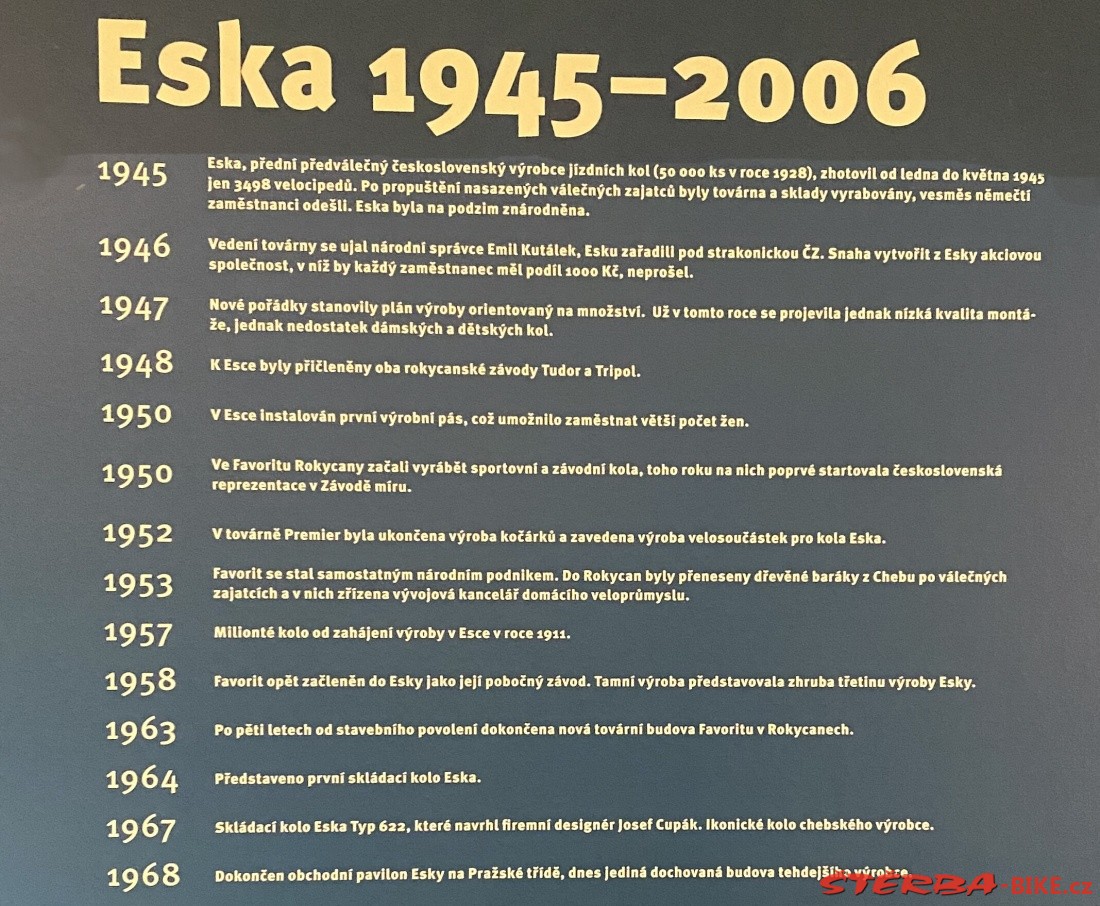 Eska 1945–2006
1945 Eska, přední předválečný československý výrobce jízdních kol (50 000 ks v roce 1928), zhotovil od ledna do května 1945
jen 3498 velocipedů. Po propuštění nasazených válečných zajatců byly továrna a sklady vyrabovány, vesměs němečtí
zaměstnanci odešli. Eska byla na podzim znárodněna.
1946 Vedení továrny se ujal národní správce Emil Kutálek, Esku zařadili pod strakonickou ČZ. Snaha vytvořit z Esky akciovou
společnost, v níž by každý zaměstnanec měl podíl 1000 Kč, neprošel.
1947 Nové pořádky stanovily plán výroby orientovaný na množství. Už v tomto roce se projevila jednak nízká kvalita montá-
že, jednak nedostatek dámských a dětských kol.
1948 K Esce byly přičleněny oba rokycanské závody Tudor a Tripol.
1950 V Esce instalován první výrobní pás, což umožnilo zaměstnat větší počet žen.
1950 Ve Favoritu Rokycany začali vyrábět sportovní a závodní kola, toho roku na nich poprvé startovala československá
reprezentace v Závodě míru.
1952 V továrně Premier byla ukončena výroba kočárků a zavedena výroba velosoučástek pro kola Eska.
1953 Favorit se stal samostatným národním podnikem. Do Rokycan byly přeneseny dřevěné baráky z Chebu po válečných
zajatcích a v nich zřízena vývojová kancelář domácího veloprůmyslu.
1957 Milionté kolo od zahájení výroby v Esce v roce 1911.
1958 Favorit opět začleněn do Esky jako její pobočný závod. Tamní výroba představovala zhruba třetinu výroby Esky.
1963 Po pěti letech od stavebního povolení dokončena nová tovární budova Favoritu v Rokycanech.
1964 Představeno první skládací kolo Eska.
1967 Skládací kolo Eska Typ 622, které navrhl firemní designér Josef Cupák. Ikonické kolo chebského výrobce.
1968 Dokončen obchodní pavilon Esky na Pražské třídě, dnes jediná dochovaná budova tehdejšího výrobce.
STERBA-BIKE.cz